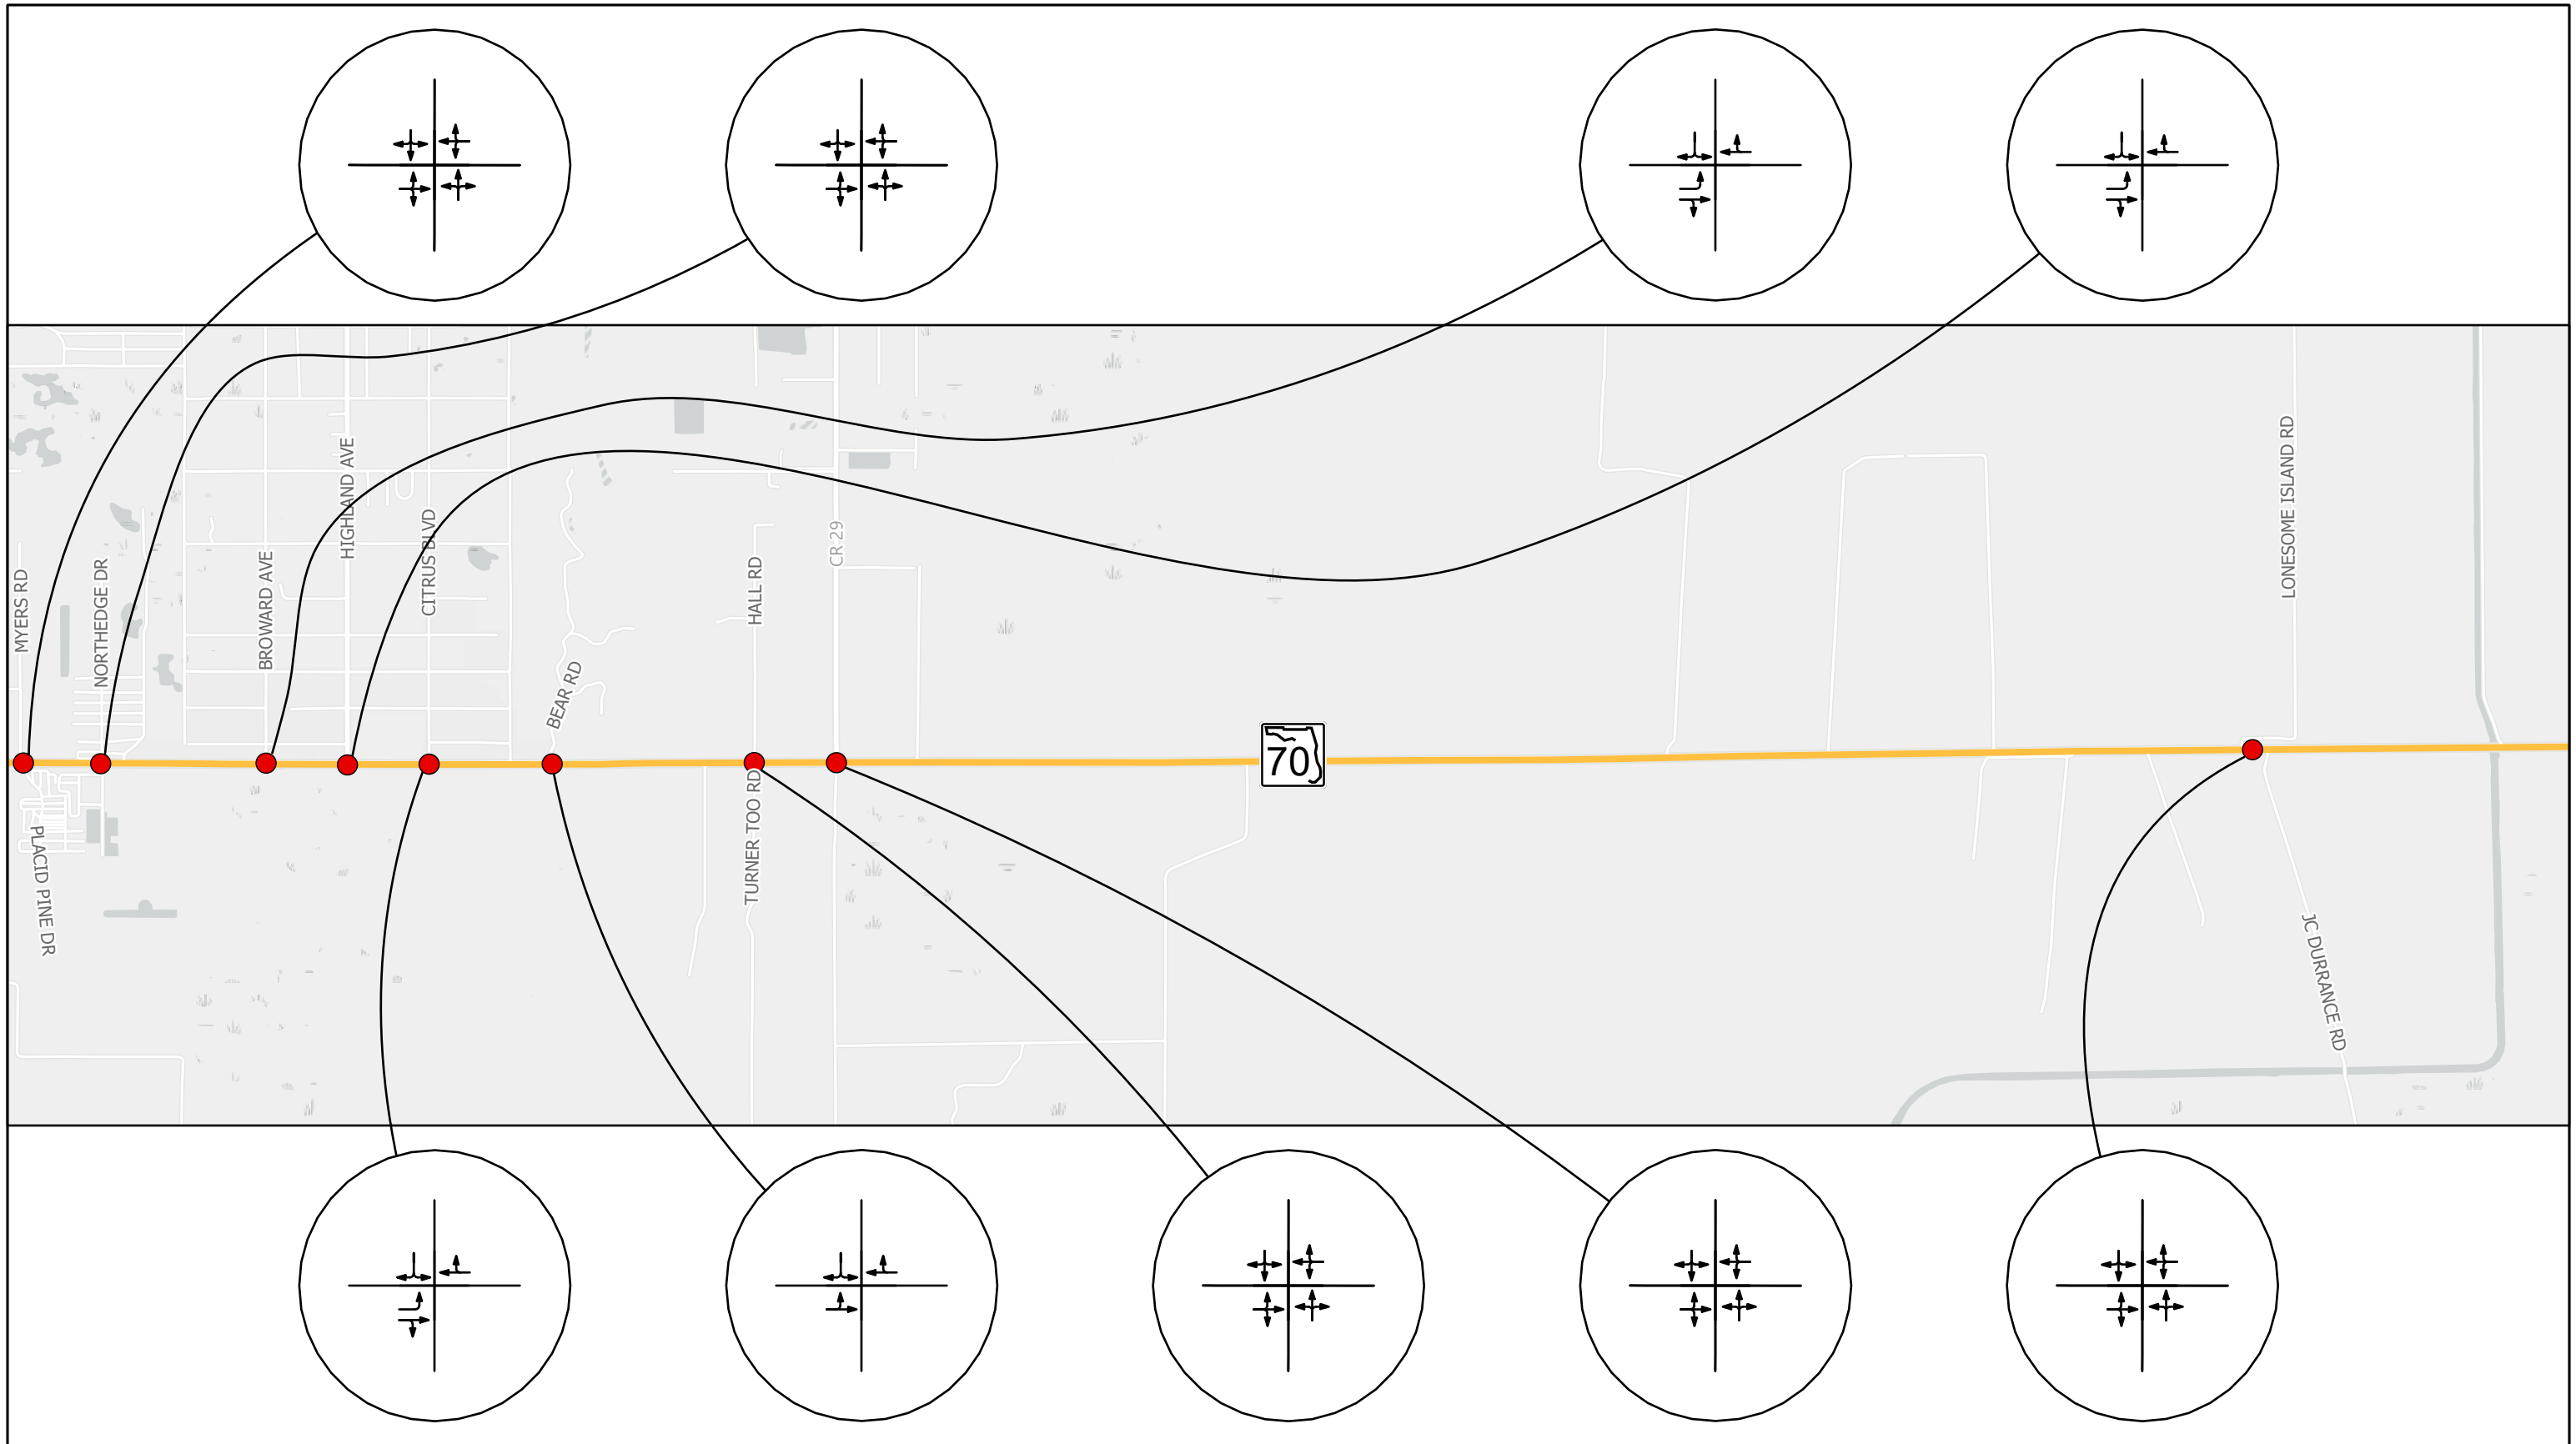 MYERS RD
NORTHEDGE DR
BROWARD AVE
HIGHLAND AVE
CITRUS BLVD
BEAR RD
HALL RD
CR 29
LONESOME ISLAND RD
70
PLACID PINE DR
TURNER TOO RD
JC DURRANCE RD